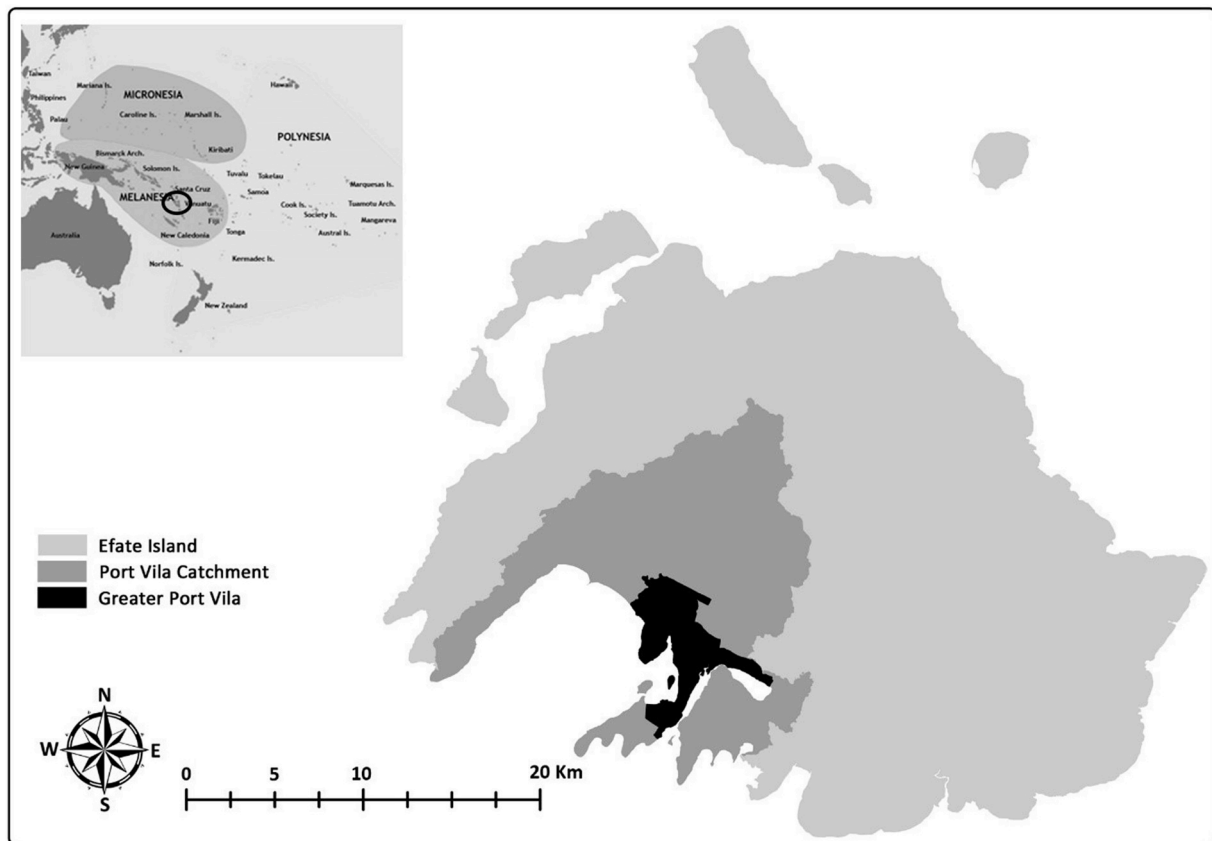 Taiwan
Philippines
Palau
Mariana Is.
MICRONESIA
Caroline Is.
Marshall Is.
Hawaii
POLYNESIA
Kiribati
Bismarck Arch.
New Guinea
Solomon Is.
Tuvalu
Tokelau
Santa Cruz
MELANESIA
Vanuatu
Samoa
Marquesas Is.
Fiji
Cook Is.
Society Is.
Tuamotu Arch.
Mangareva
Tonga
Austral Is.
New Caledonia
Australia
Norfolk Is.
Kermadec Is.
New Zealand
Efate Island
Port Vila Catchment
Greater Port Vila
N
W E
S
0 5 10 20 Km